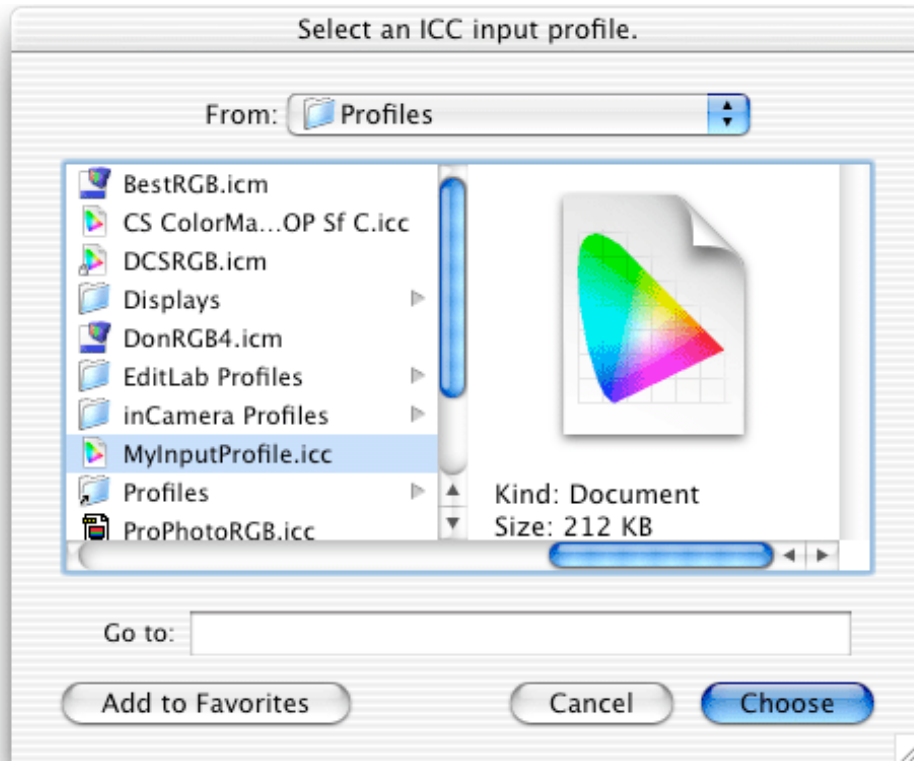 Select an ICC input profile.
From: Profiles
BestRGB.icm
CS ColorMa...OP Sf C.icc
DCSRGB.icm
Displays
DonRGB4.icm
EditLab Profiles
inCamera Profiles
MyInputProfile.icc
Profiles
ProPhotoRGB.icc
Kind: Document
Size: 212 KB
Go to:
Add to Favorites Cancel Choose